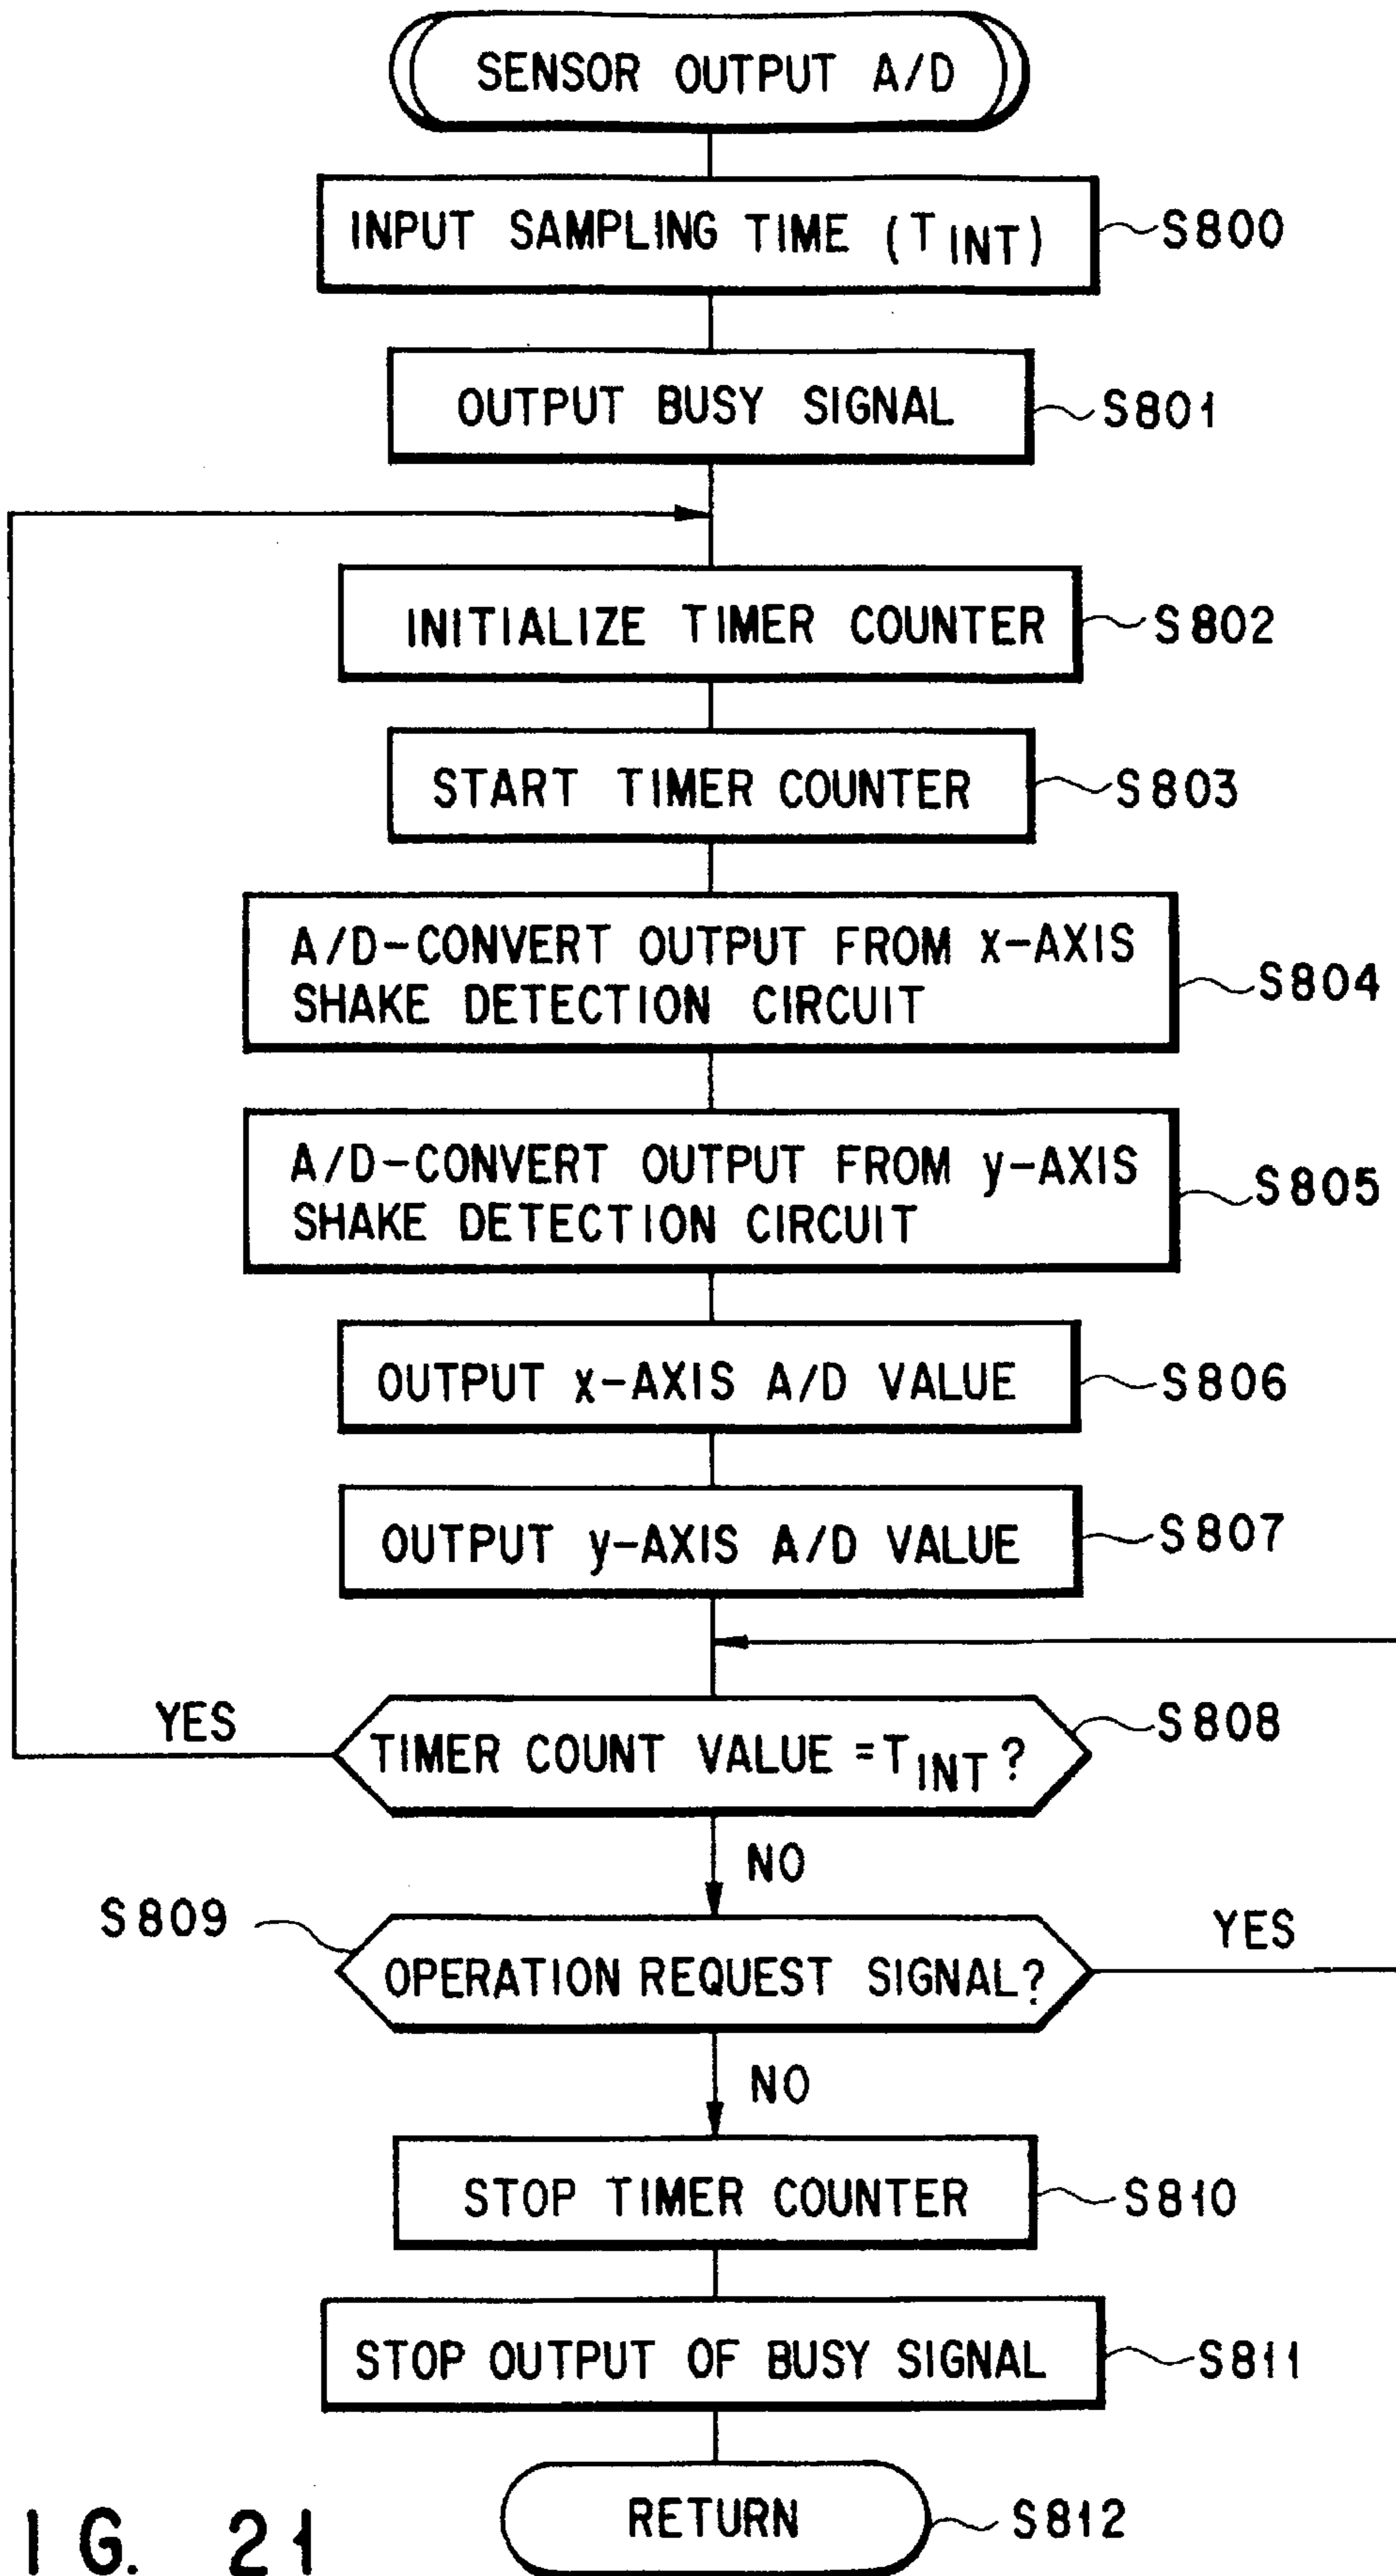 SENSOR OUTPUT A/D
INPUT SAMPLING TIME (TINT)
S800
OUTPUT BUSY SIGNAL
S801
INITIALIZE TIMER COUNTER
S802
START TIMER COUNTER
S803
A/D-CONVERT OUTPUT FROM x-AXIS
SHAKE DETECTION CIRCUIT
S804
A/D-CONVERT OUTPUT FROM y-AXIS
SHAKE DETECTION CIRCUIT
S805
OUTPUT x-AXIS A/D VALUE
S806
OUTPUT y-AXIS A/D VALUE
S807
YES
TIMER COUNT VALUE =TINT ?
S808
NO
S809
OPERATION REQUEST SIGNAL?
YES
NO
STOP TIMER COUNTER
S810
STOP OUTPUT OF BUSY SIGNAL
S811
RETURN
S812
IG. 21